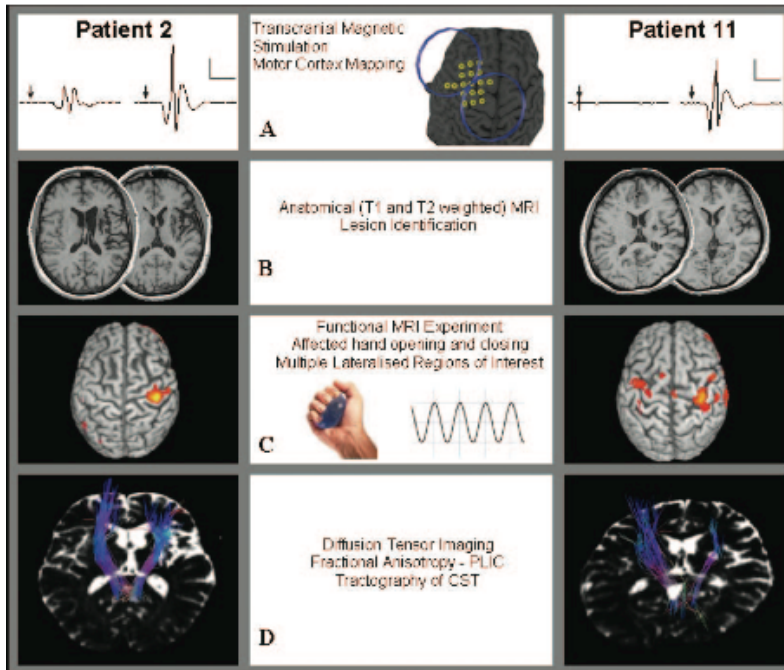 Patient 2
Transcranial Magnetic
Stimulation
Motor Cortex Mapping
A
Patient 11
Anatomical (T1 and T2 weighted) MRI
Lesion Identification
B
Functional MRI Experiment
Affected hand opening and closing
Multiple Lateralised Regions of Interest
C
Diffusion Tensor Imaging
Fractional Anisotropy - PLIC
Tractography of CST
D